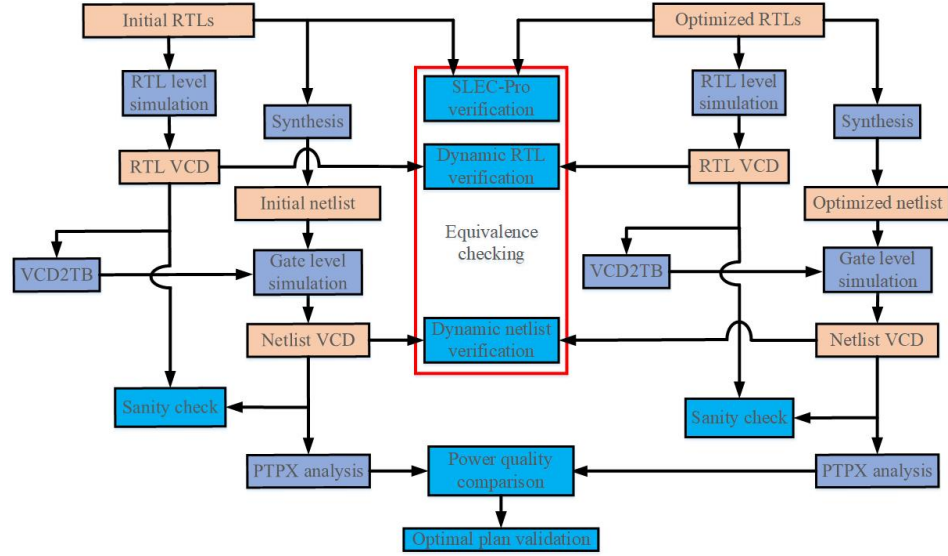 Initial RTLs
Optimized RTLs
RTL level
simulation
Synthesis
SLEC-Pro
verification
RTL level
simulation
Synthesis
RTL VCD
Dynamic RTL
verification
RTL VCD
Initial netlist
Optimized netlist
Equivalence
checking
VCD2TB
Gate level
simulation
VCD2TB
Gate level
simulation
Netlist VCD
Dynamic netlist
verification
Netlist VCD
Sanity check
Sanity check
PTPX analysis
Power quality
comparison
PTPX analysis
Optimal plan validation